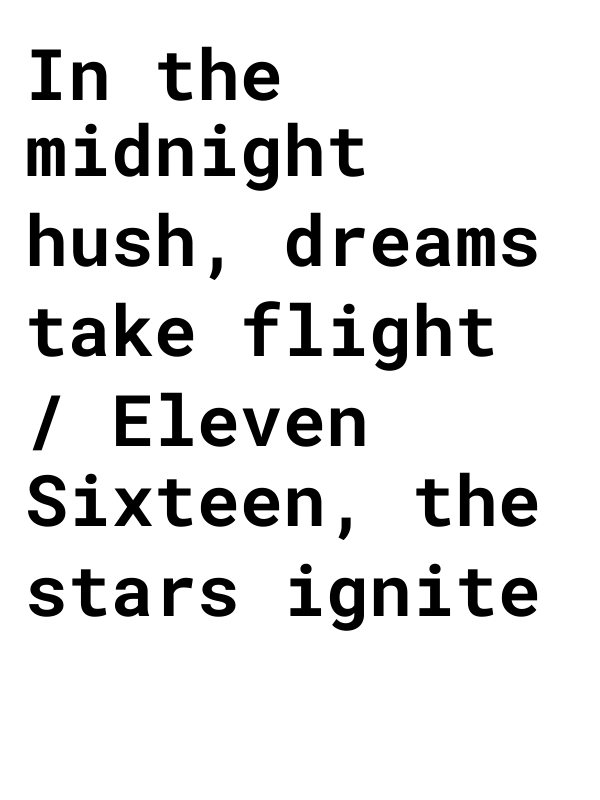 In the
midnight
hush, dreams
take flight
/ Eleven
Sixteen, the
stars ignite